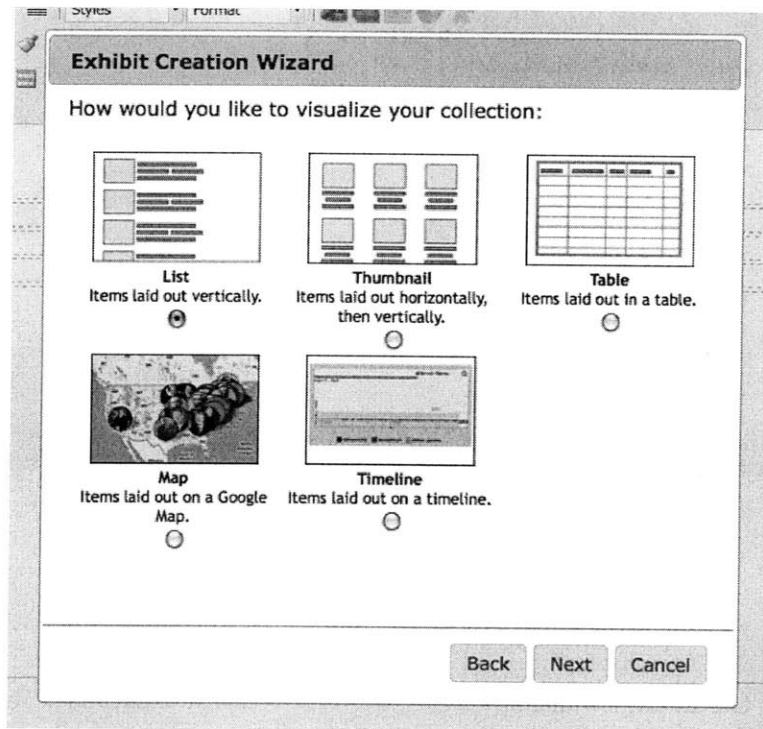 Styles Format
Exhibit Creation Wizard
How would you like to visualize your collection:
List
Items laid out vertically.
Thumbnail
Items laid out horizontally,
then vertically.
Table
Items laid out in a table.
Map
Items laid out on a Google
Map.
Timeline
Items laid out on a timeline.
Back Next Cancel